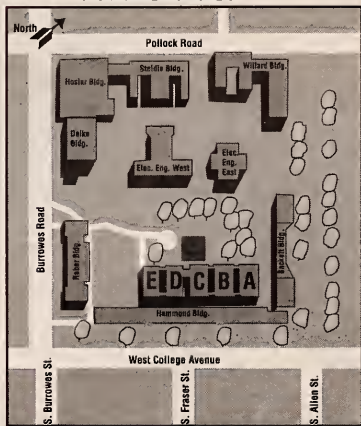 North
Pollock Road
Hosler Bldg.
Steidle Bldg.
Willard Bldg.
Deike
Bldg.
Elec. Eng. West
Elec.
Eng.
East
Burrowes Road
Reber Bldg.
E D C B A
Sackett Bldg.
Hammond Bldg.
West College Avenue
S. Burrowes St.
S. Fraser St.
S. Allen St.